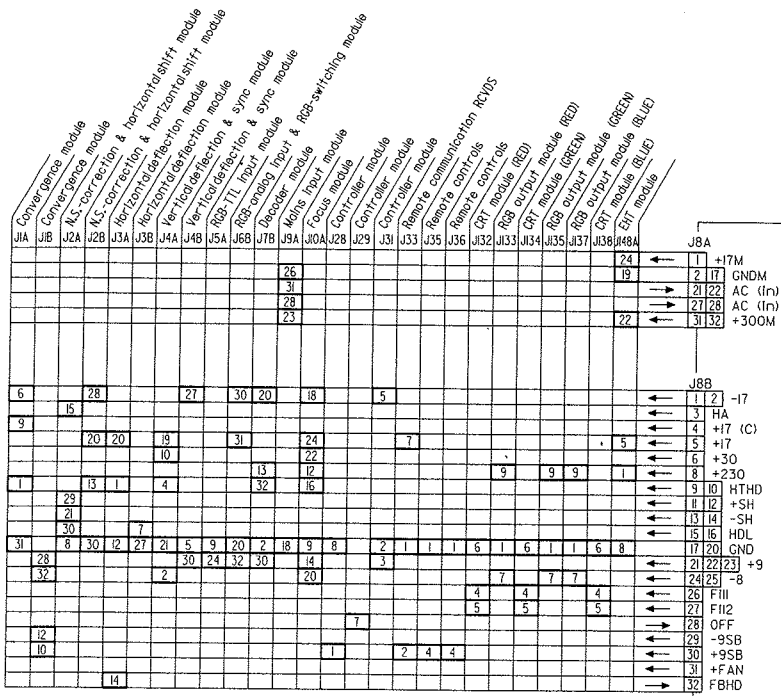 Convergence module
Convergence module
N.S.-correction & horizontal shift module
N.S.-correction & horizontal shift module
Horizontal deflection module
Horizontal deflection module
Vertical deflection & sync module
Vertical deflection & sync module
RGB-TTL input module
RGB-analog input & RGB-switching module
Decoder module
Mains input module
Focus module
Controller module
Controller module
Controller module
Remote communication RCVDS
Remote controls
Remote controls
CRT module (RED)
RGB output module (RED)
CRT module (GREEN)
RGB output module (GREEN)
RGB output module (BLUE)
CRT module (BLUE)
EHT module
J1A J1B J2A J2B J3A J3B J4A J4B J5A J6B J7B J9A J10A J28 J29 J31 J33 J35 J36 J132 J133 J134 J135 J137 J138 J148A J8A
24 ← 1 +17M
26 19 2 17 GNDM
31 → 21 22 AC (in)
28 → 27 28 AC (in)
23 22 ← 31 32 +300M
J8B
6 28 27 30 20 18 5 ← 1 2 -17
15 ← 3 HA
9 ← 4 +17 (C)
20 20 19 31 24 7 5 ← 5 +17
10 22 ← 6 +30
13 12 9 9 9 1 ← 8 +230
1 13 1 4 32 16 ← 9 10 HTHD
29 ← 11 12 +SH
21 ← 13 14 -SH
30 7 ← 15 16 HDL
31 8 30 12 27 21 5 9 20 2 18 9 8 2 1 1 1 6 1 6 1 1 6 8 17 20 GND
28 30 24 32 30 14 3 ← 21 22 23 +9
32 2 20 7 7 7 ← 24 25 -8
4 4 4 ← 26 F111
5 5 5 ← 27 F112
7 → 28 OFF
12 ← 29 -9SB
10 1 2 4 4 ← 30 +9SB
← 31 +FAN
14 → 32 FBHD